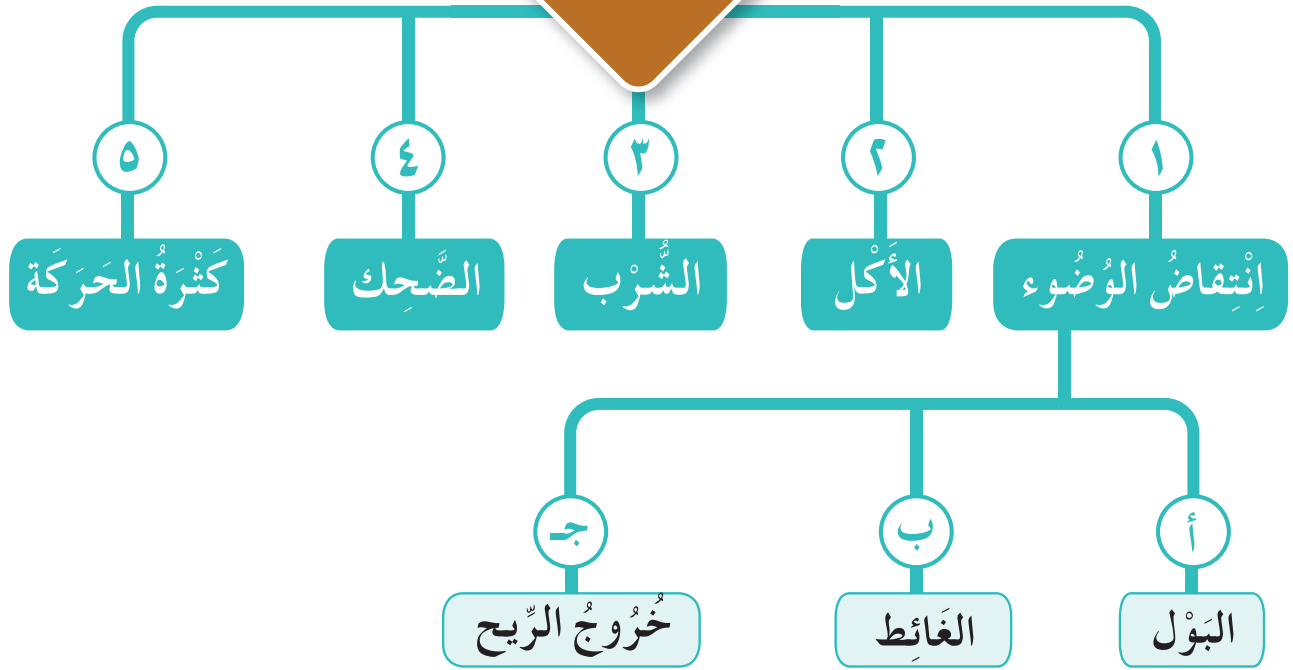 ١
٢
٣
٤
٥
اِنْتِقاضُ الوُضُوء
الأَكْل
الشُّرْب
الضَّحِك
كَثْرَةُ الحَرَكَة
أ
ب
جـ
البَوْل
الغَائِط
خُرُوجُ الرِّيح